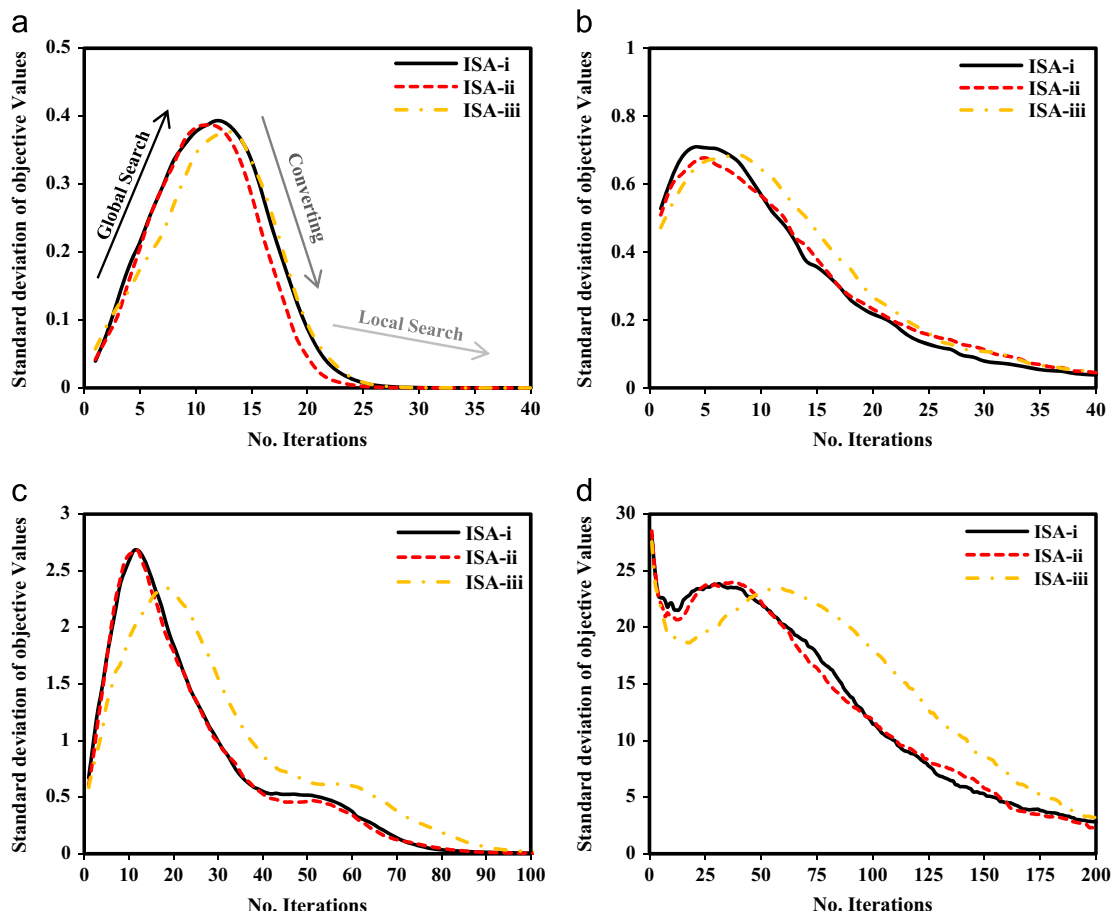 a
Standard deviation of objective Values
0.5
0.4
0.3
0.2
0.1
0
0 5 10 15 20 25 30 35 40
No. Iterations
ISA-i
ISA-ii
ISA-iii
Global Search
Converting
Local Search
b
Standard deviation of objective Values
1
0.8
0.6
0.4
0.2
0
0 5 10 15 20 25 30 35 40
No. Iterations
ISA-i
ISA-ii
ISA-iii
c
Standard deviation of objective Values
3
2.5
2
1.5
1
0.5
0
0 10 20 30 40 50 60 70 80 90 100
No. Iterations
ISA-i
ISA-ii
ISA-iii
d
Standard deviation of objective Values
30
25
20
15
10
5
0
0 25 50 75 100 125 150 175 200
No. Iterations
ISA-i
ISA-ii
ISA-iii